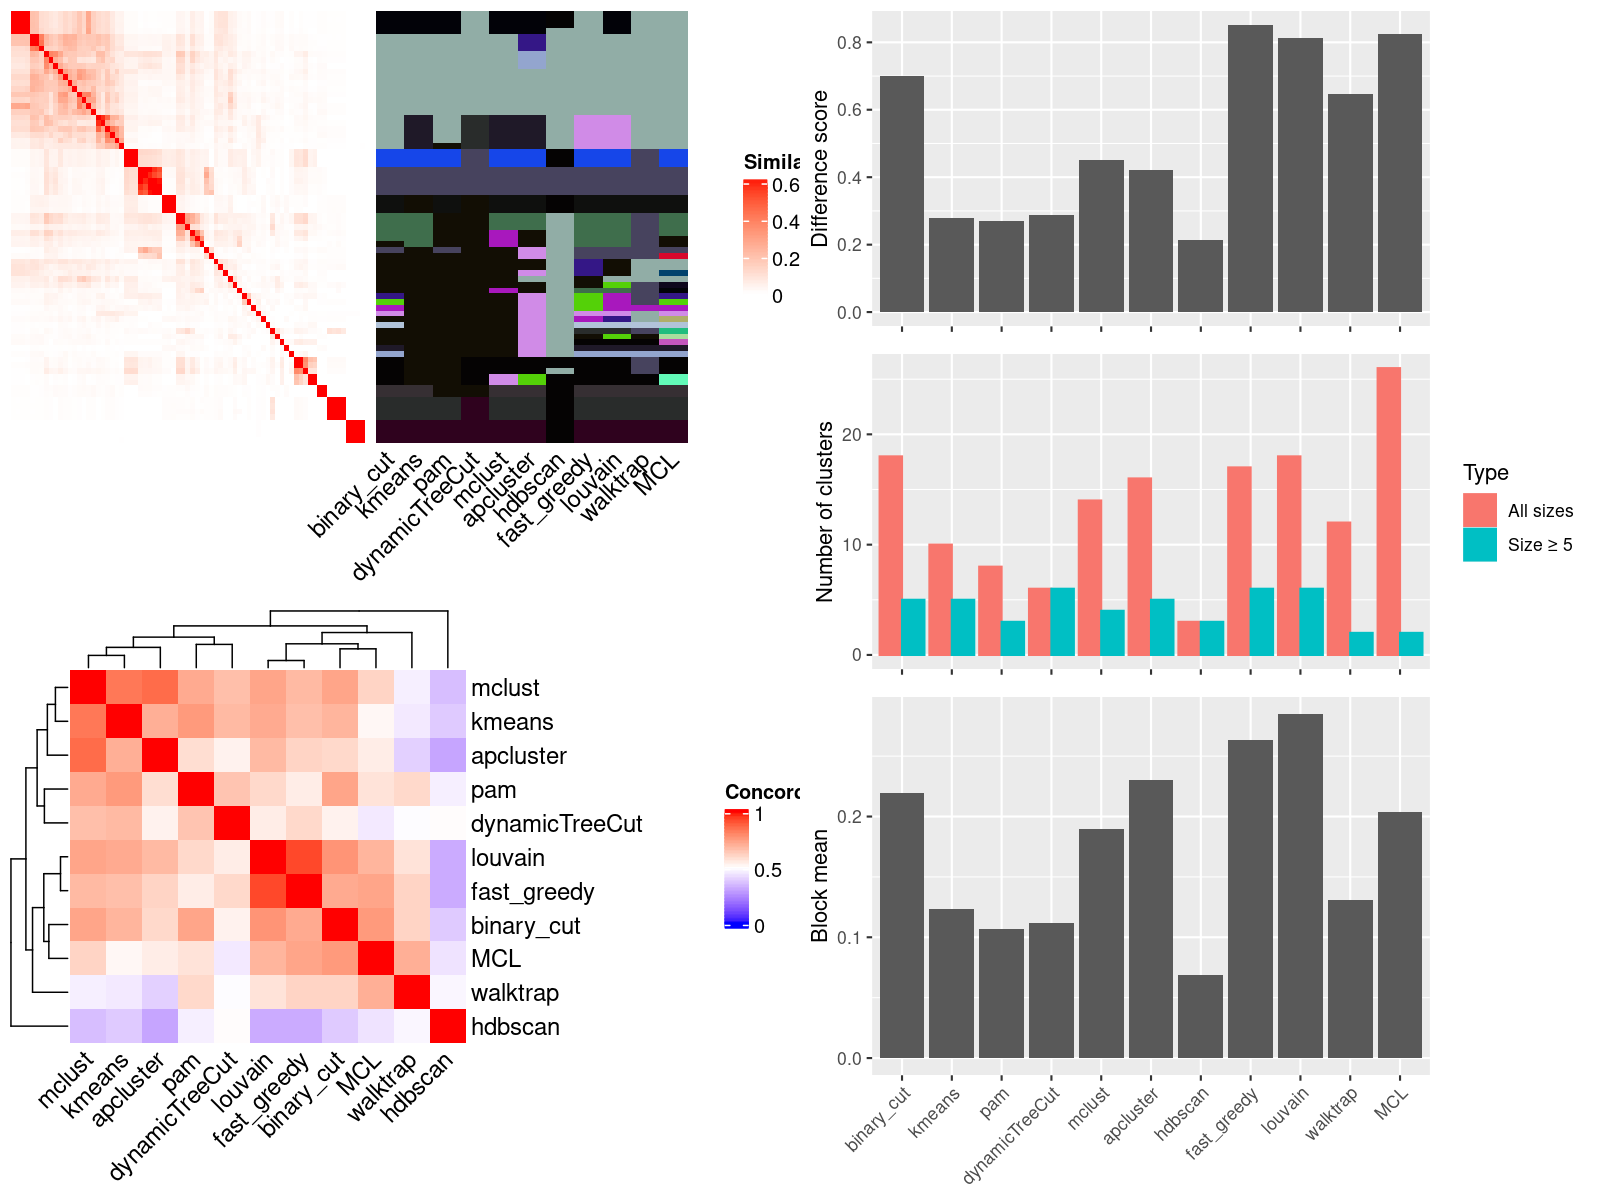 Simila
0.6
0.4
0.2
0
binary_cut
kmeans
pam
dynamicTreeCut
mclust
apcluster
hdbscan
fast_greedy
louvain
walktrap
MCL
mclust
kmeans
apcluster
pam
dynamicTreeCut
louvain
fast_greedy
binary_cut
MCL
walktrap
hdbscan
Concord
1
0.5
0
mclust
kmeans
apcluster
pam
dynamicTreeCut
louvain
fast_greedy
binary_cut
MCL
walktrap
hdbscan
Difference score
0.8
0.6
0.4
0.2
0.0
Number of clusters
20
10
0
Type
All sizes
Size ≥ 5
Block mean
0.2
0.1
0.0
binary_cut
kmeans
pam
dynamicTreeCut
mclust
apcluster
hdbscan
fast_greedy
louvain
walktrap
MCL